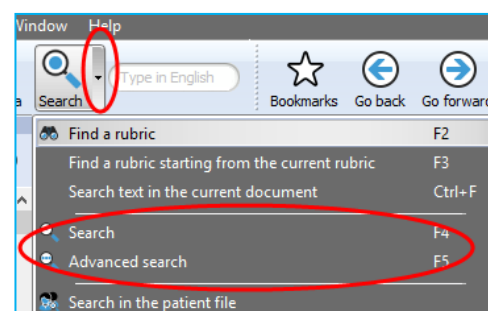 Window Help
Type in English
Search Bookmarks Go back Go forward
Find a rubric F2
Find a rubric starting from the current rubric F3
Search text in the current document Ctrl+F
Search F4
Advanced search F5
Search in the patient file